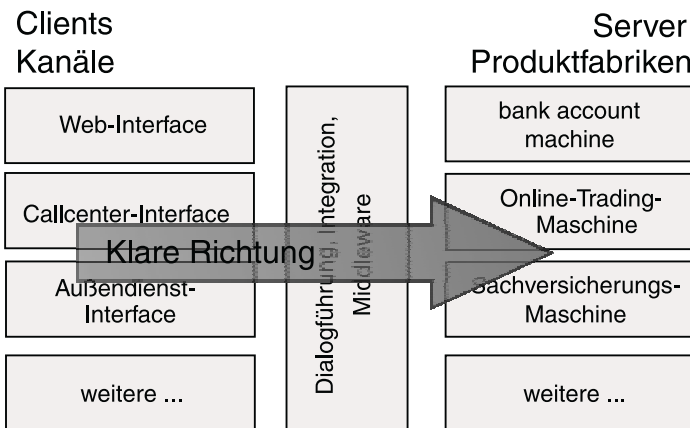 Clients
Kanäle
Server
Produktfabriken
Web-Interface
Callcenter-Interface
Außendienst-
Interface
weitere ...
Dialogführung, Integration,
Middleware
bank account
machine
Online-Trading-
Maschine
Sachversicherungs-
Maschine
weitere ...
Klare Richtung